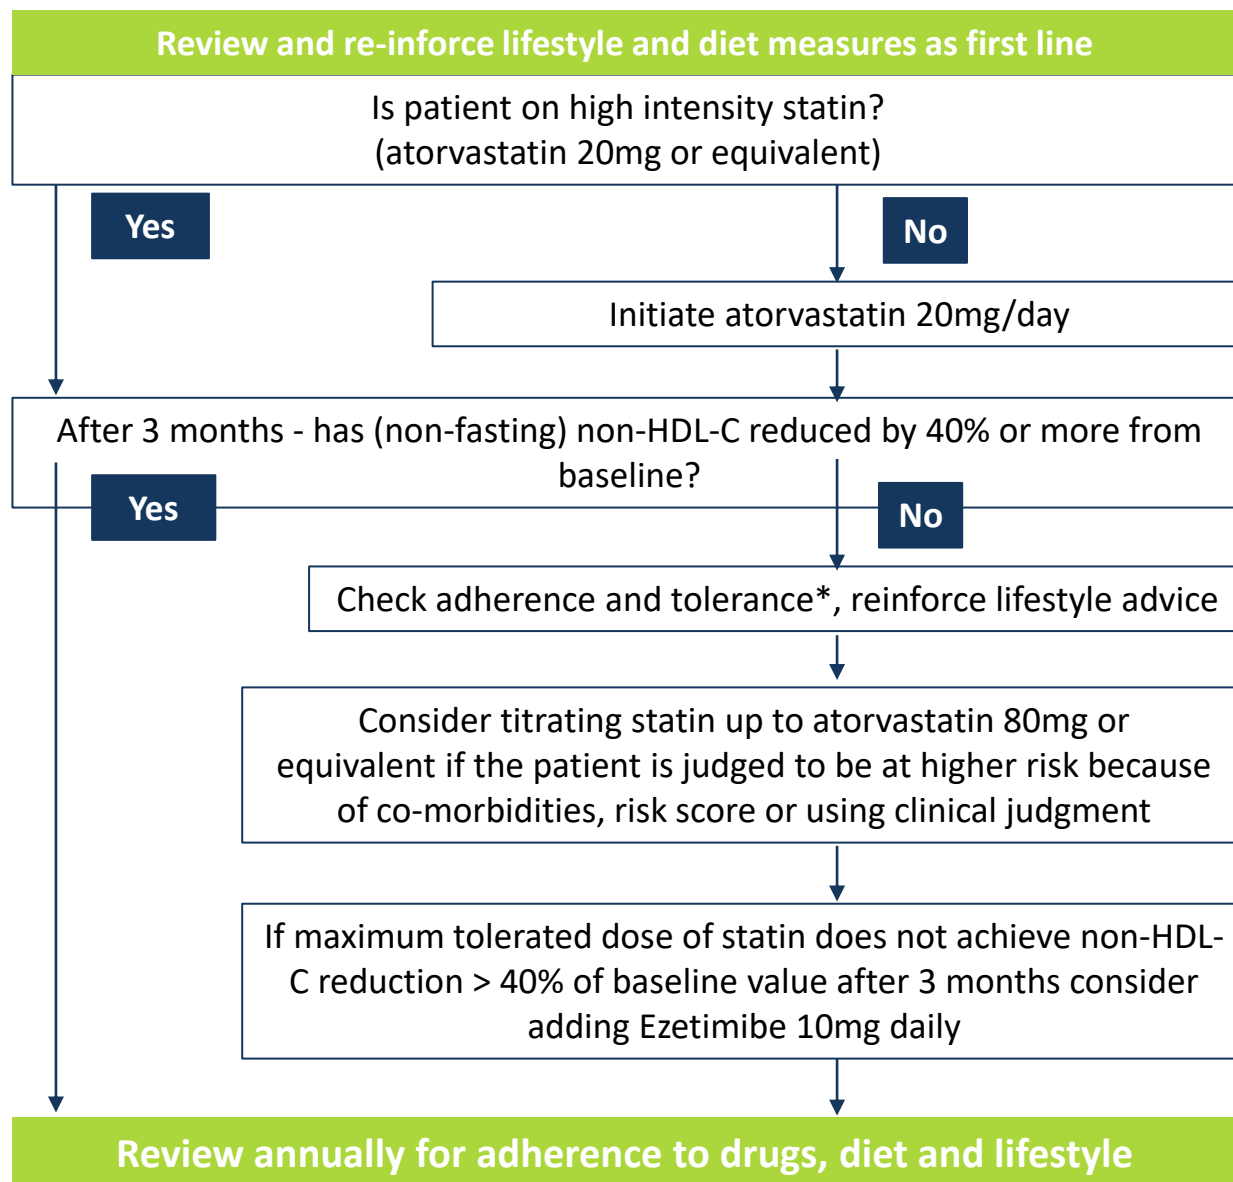 Review and re-inforce lifestyle and diet measures as first line
Is patient on high intensity statin?
(atorvastatin 20mg or equivalent)
Yes
No
Initiate atorvastatin 20mg/day
After 3 months - has (non-fasting) non-HDL-C reduced by 40% or more from
baseline?
Yes
No
Check adherence and tolerance*, reinforce lifestyle advice
Consider titrating statin up to atorvastatin 80mg or
equivalent if the patient is judged to be at higher risk because
of co-morbidities, risk score or using clinical judgment
If maximum tolerated dose of statin does not achieve non-HDL-
C reduction > 40% of baseline value after 3 months consider
adding Ezetimibe 10mg daily
Review annually for adherence to drugs, diet and lifestyle